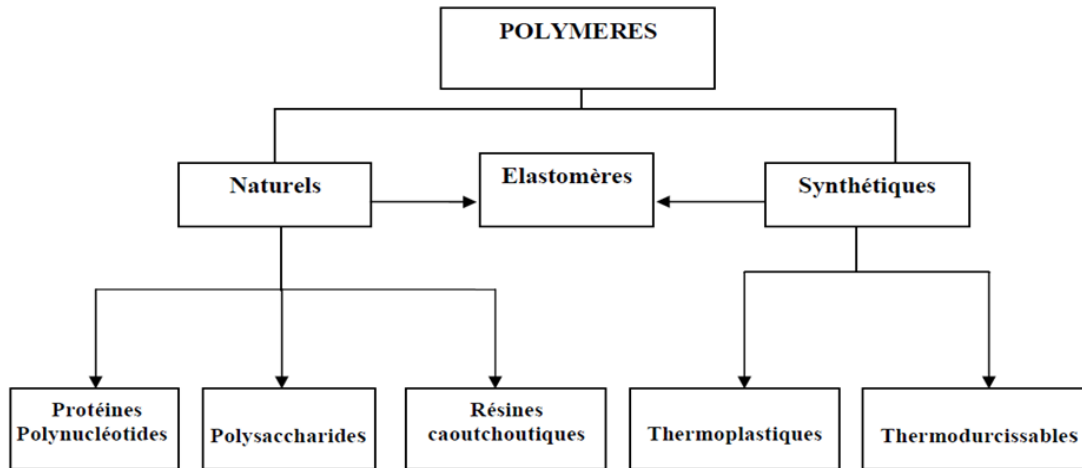 POLYMERES
Naturels
Elastomères
Synthétiques
Protéines
Polynucléotides
Polysaccharides
Résines
caoutchoutiques
Thermoplastiques
Thermodurcissables